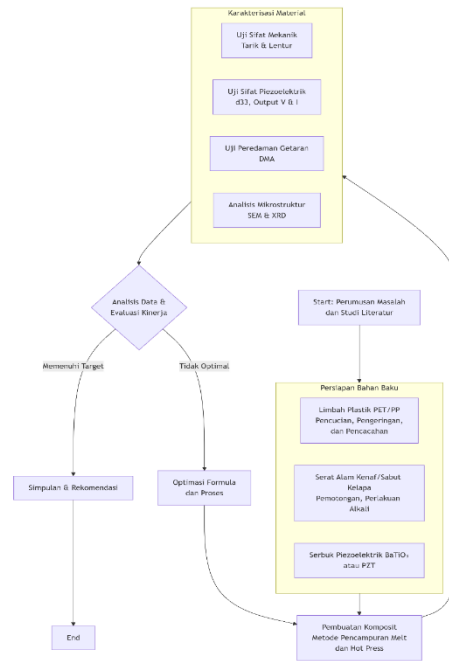 Karakterisasi Material
Uji Sifat Mekanik
Tarik & Lentur
Uji Sifat Piezoelektrik
d33, Output V & I
Uji Peredaman Getaran
DMA
Analisis Mikrostruktur
SEM & XRD
Analisis Data &
Evaluasi Kinerja
Start: Perumusan Masalah
dan Studi Literatur
Memenuhi Target
Tidak Optimal
Persiapan Bahan Baku
Limbah Plastik PET/PP
Pencucian, Pengeringan,
dan Pencacahan
Serat Alam Kenaf/Sabut
Kelapa
Pemotongan, Perlakuan
Alkali
Serbuk Piezoelektrik BaTiO₃
atau PZT
Simpulan & Rekomendasi
Optimasi Formula
dan Proses
End
Pembuatan Komposit
Metode Pencampuran Melt
dan Hot Press